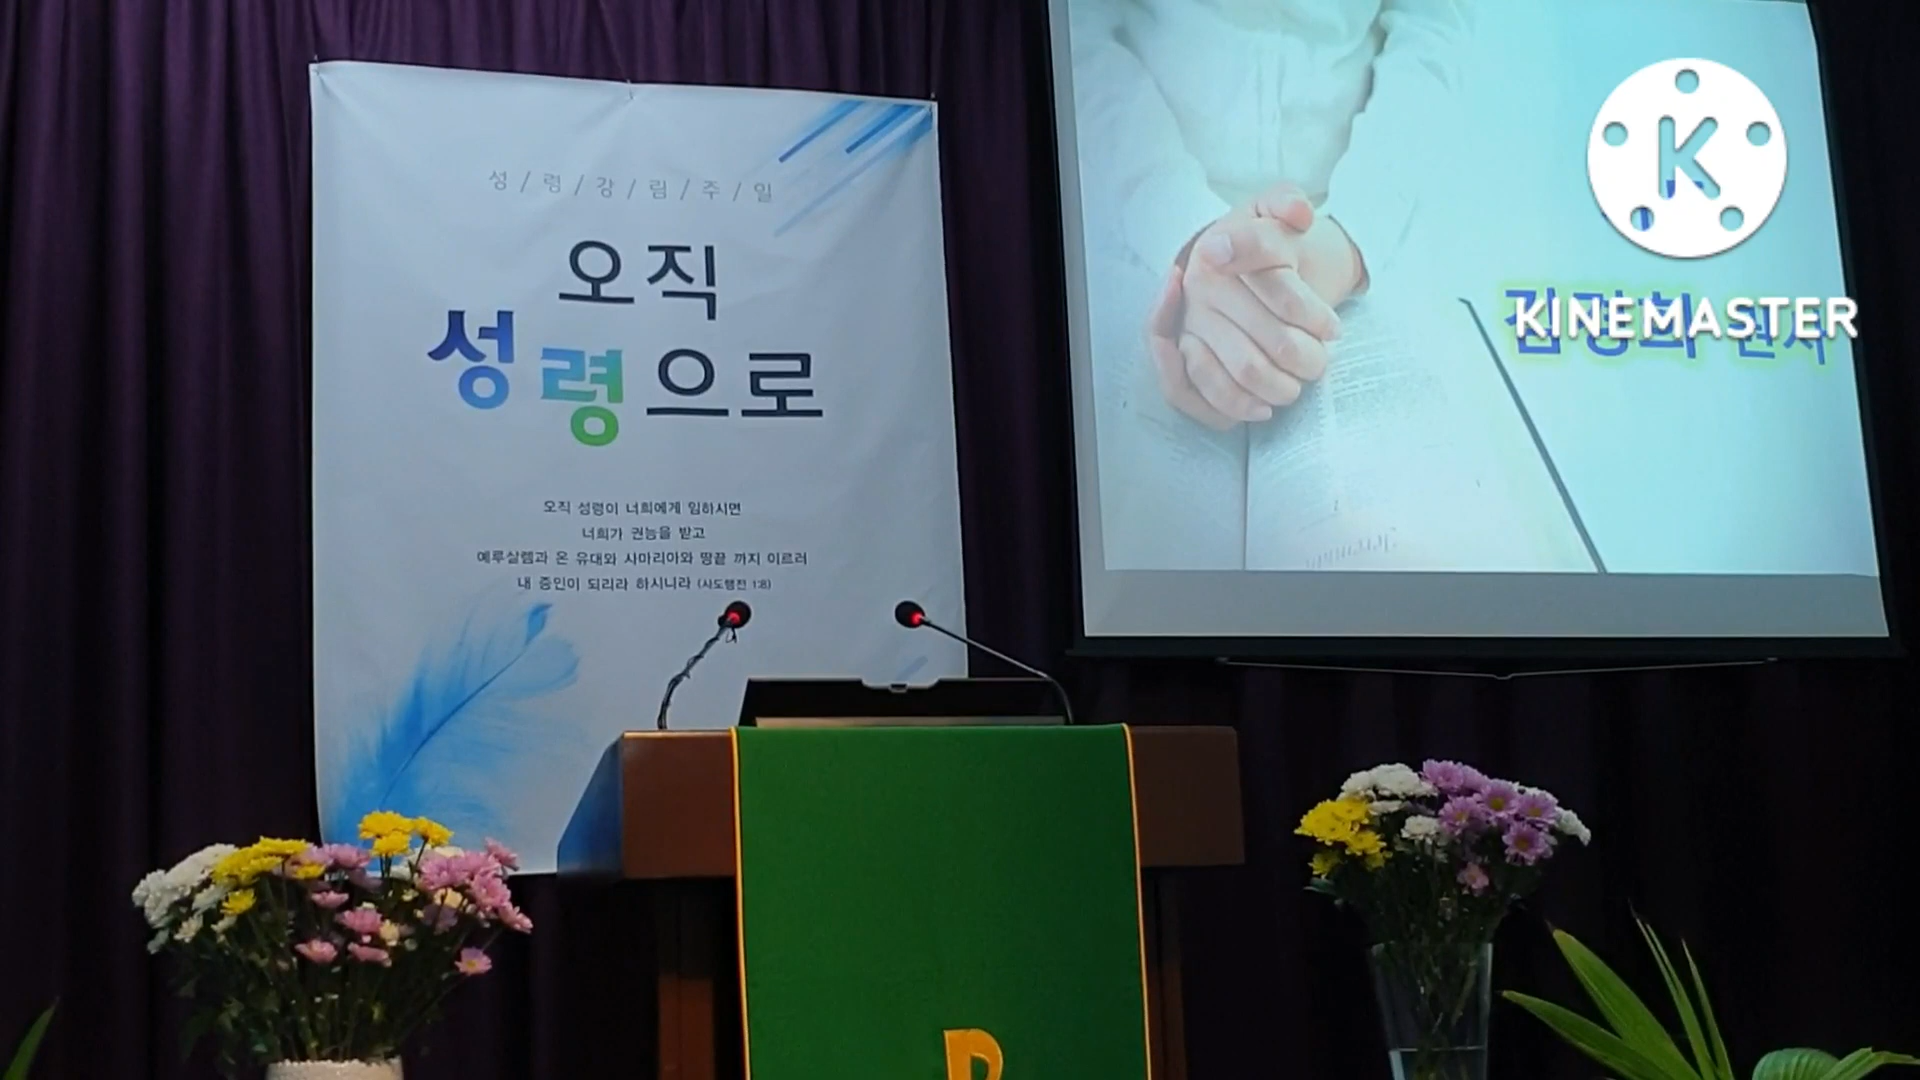 성/령/강/림/주/일
오직
성령으로
오직 성령이 너희에게 임하시면
너희가 권능을 받고
예루살렘과 온 유대와 사마리아와 땅끝 까지 이르러
내 증인이 되리라 하시니라 (사도행전 1:8)
K
KINEMASTER